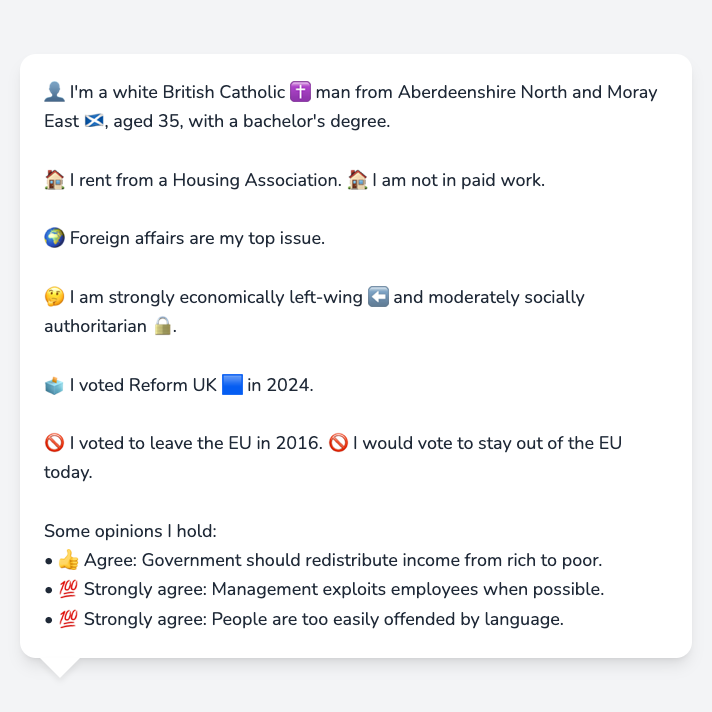 👤 I'm a white British Catholic ✝️ man from Aberdeenshire North and Moray
East 🏴󠁧󠁢󠁳󠁣󠁴󠁿, aged 35, with a bachelor's degree.
🏠 I rent from a Housing Association. 🏠 I am not in paid work.
🌍 Foreign affairs are my top issue.
🤔 I am strongly economically left-wing ⬅️ and moderately socially
authoritarian 🔒.
🗳️ I voted Reform UK 🟦 in 2024.
🚫 I voted to leave the EU in 2016. 🚫 I would vote to stay out of the EU
today.
Some opinions I hold:
• 👍 Agree: Government should redistribute income from rich to poor.
• 💯 Strongly agree: Management exploits employees when possible.
• 💯 Strongly agree: People are too easily offended by language.